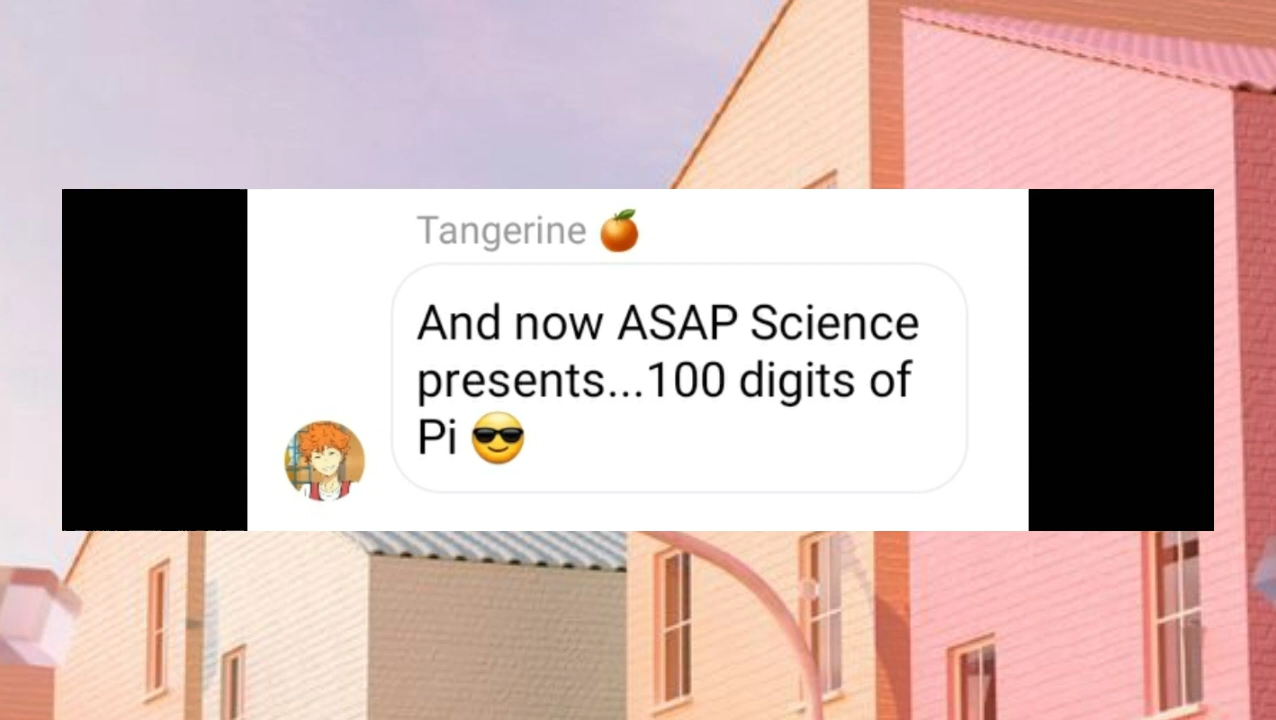 Tangerine 🍊
And now ASAP Science
presents...100 digits of
Pi 😎